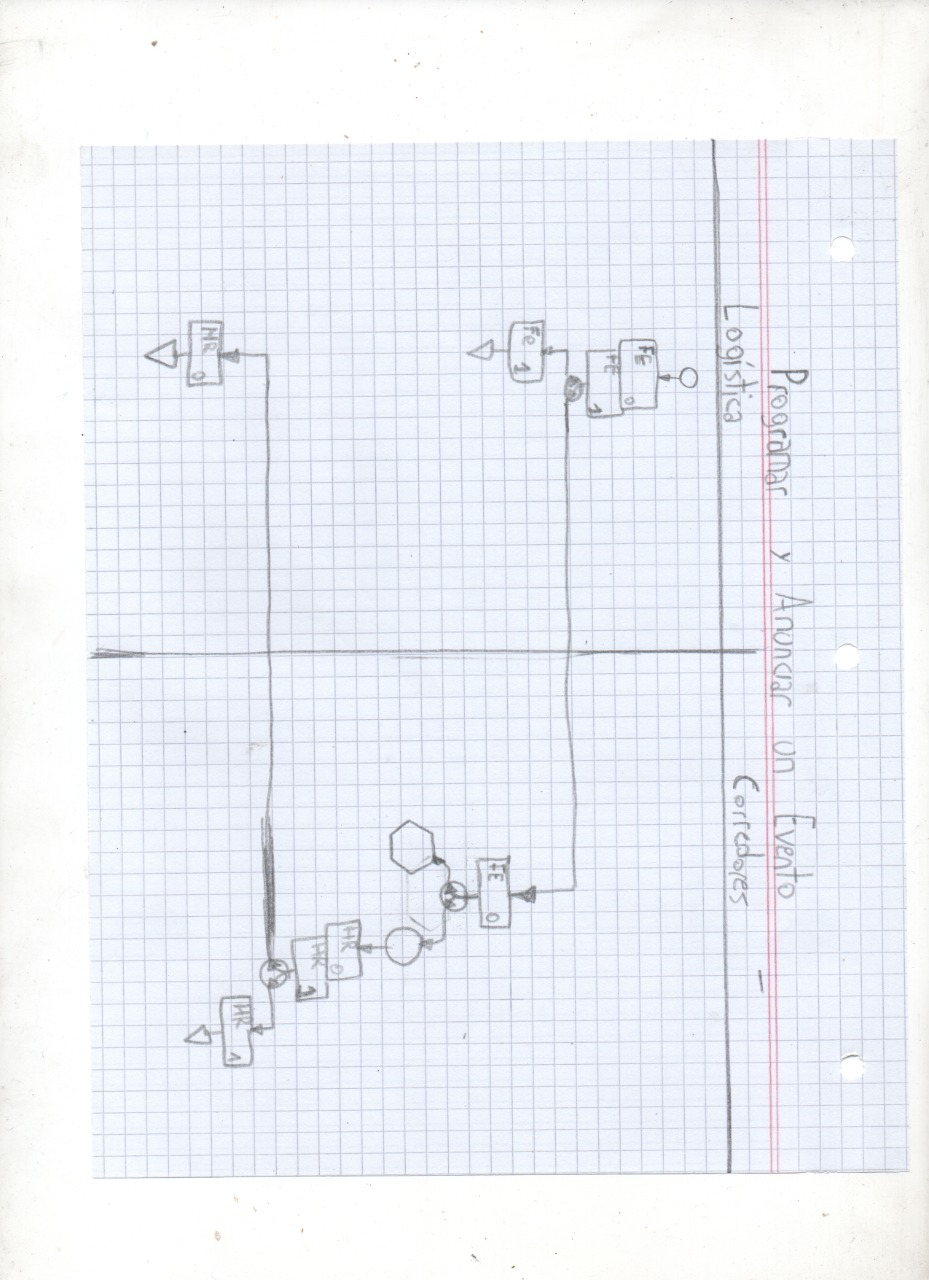 Programar y Anunciar un Evento
Logística
Corredores
FE
0
FE
1
Fe
1
FE
0
HR
0
HR
1
HR
1
HR
0